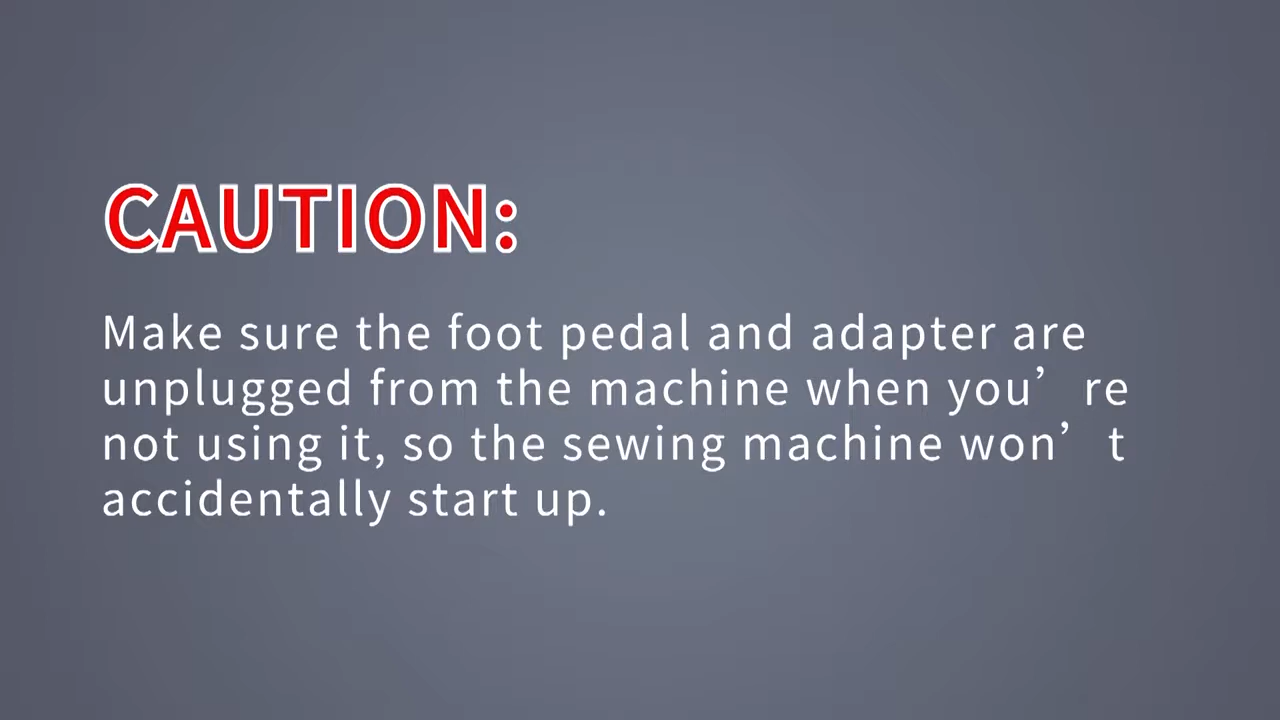 CAUTION:
Make sure the foot pedal and adapter are
unplugged from the machine when you’re
not using it, so the sewing machine won’t
accidentally start up.